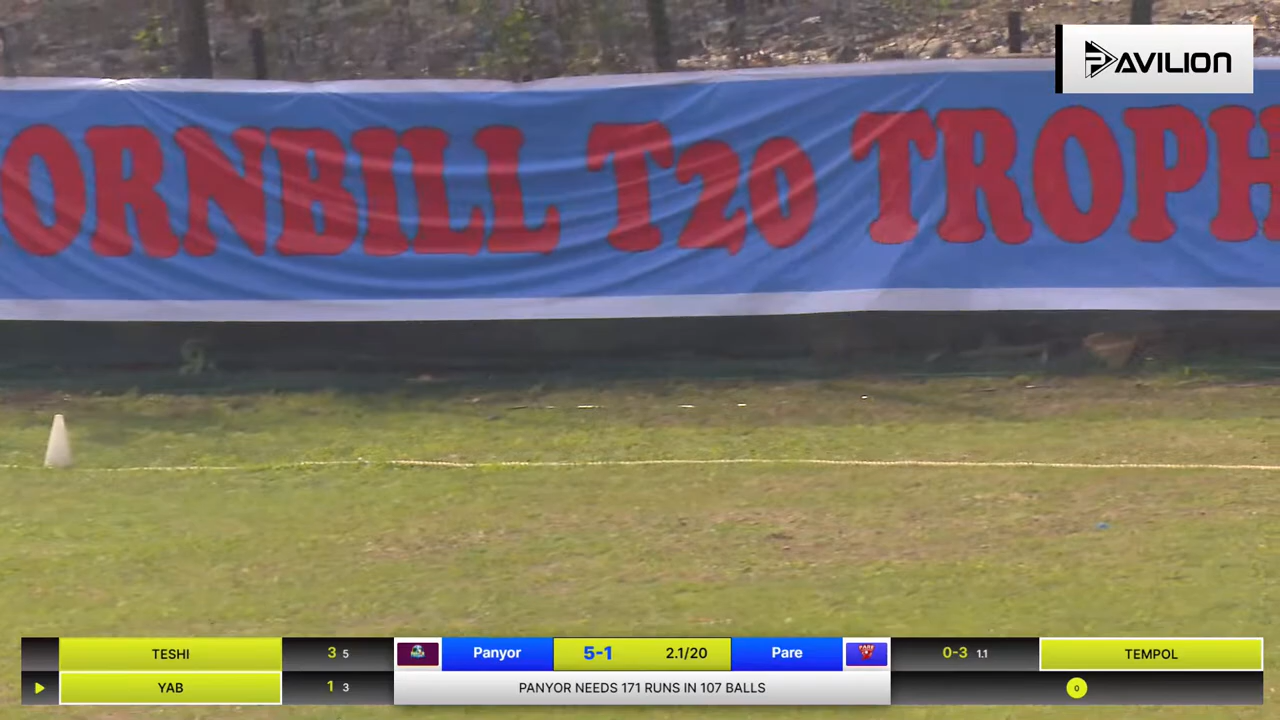 PAVILION
ORNBILL T20 TROPH
TESHI 3 5 Panyor 5-1 2.1/20 Pare 0-3 1.1 TEMPOL
YAB 1 3 PANYOR NEEDS 171 RUNS IN 107 BALLS 0